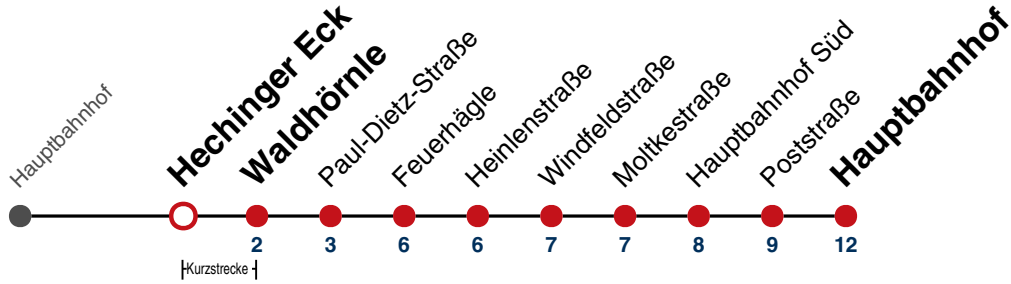 Hauptbahnhof
Hechinger Eck
Waldhörnle
Paul-Dietz-Straße
Feuerhägle
Heinlenstraße
Windfeldstraße
Moltkestraße
Hauptbahnhof Süd
Poststraße
Hauptbahnhof
2 3 6 6 7 7 8 9 12
Kurzstrecke